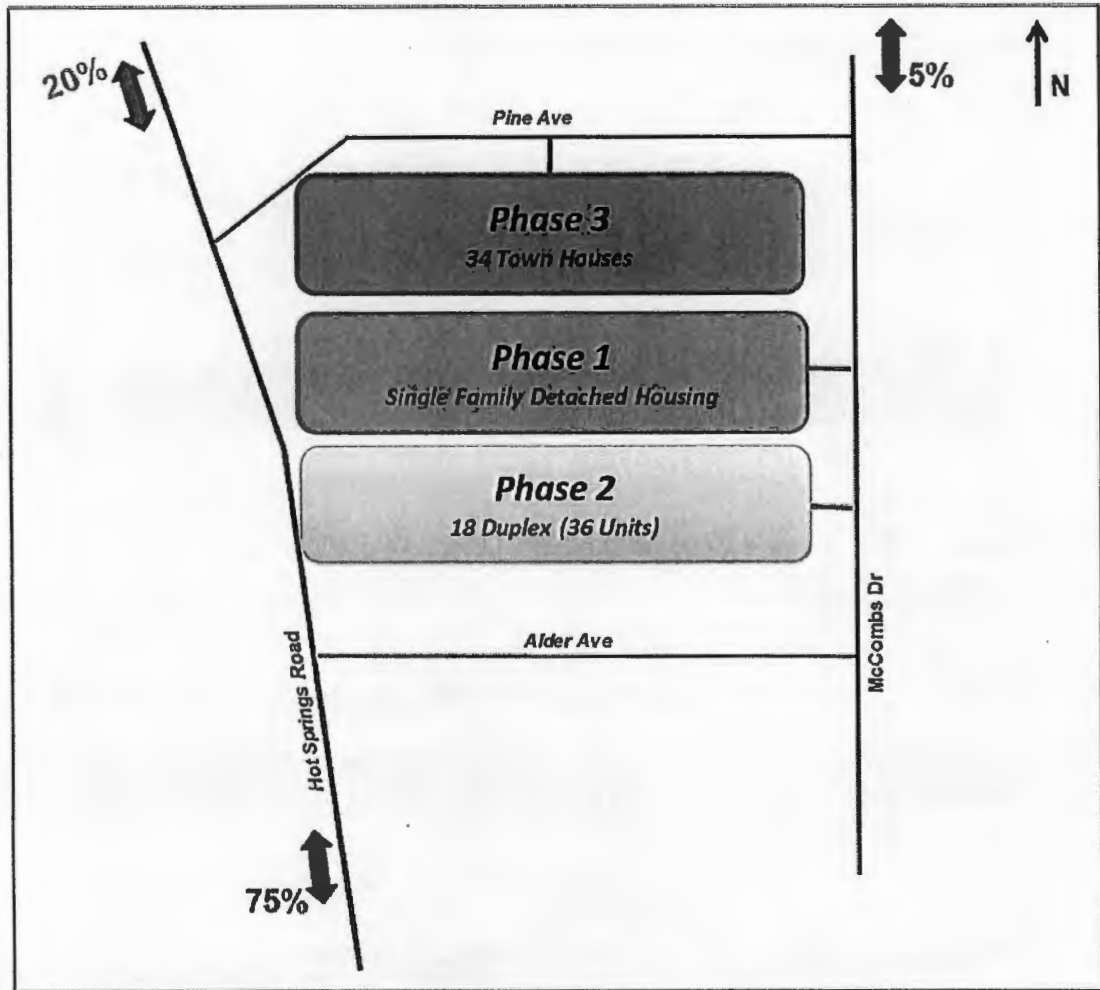 20%
5%
N
Pine Ave
Phase 3
34 Town Houses
Phase 1
Single Family Detached Housing
Phase 2
18 Duplex (36 Units)
Alder Ave
Hot Springs Road
McCombs Dr
75%